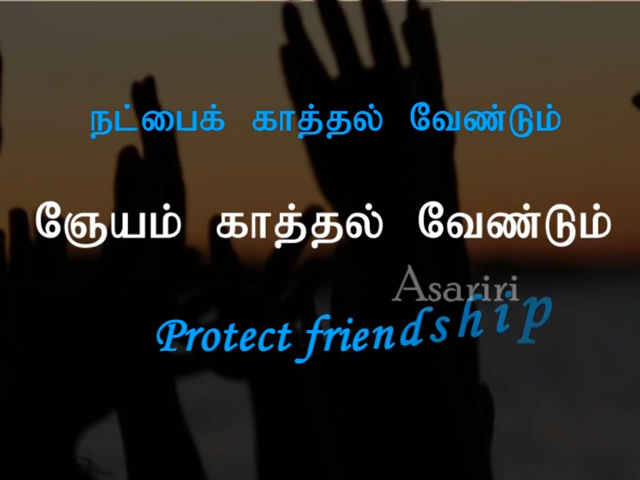 நட்பைக் காத்தல் வேண்டும்
ஞேயம் காத்தல் வேண்டும்
Asariri
Protect friendship